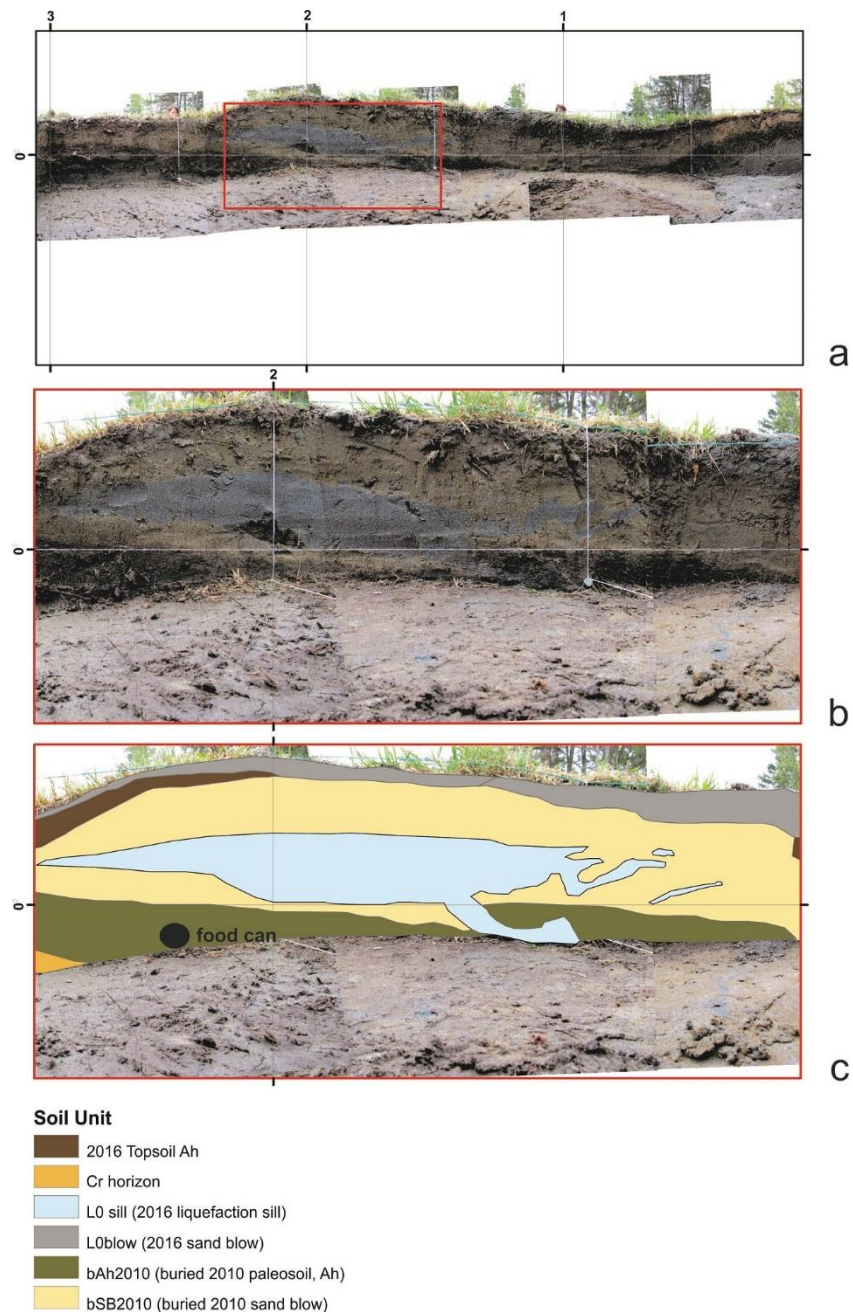 3 2 1
0
a
2
0
b
0
food can
c
Soil Unit
2016 Topsoil Ah
Cr horizon
L0 sill (2016 liquefaction sill)
L0blow (2016 sand blow)
bAh2010 (buried 2010 paleosoil, Ah)
bSB2010 (buried 2010 sand blow)